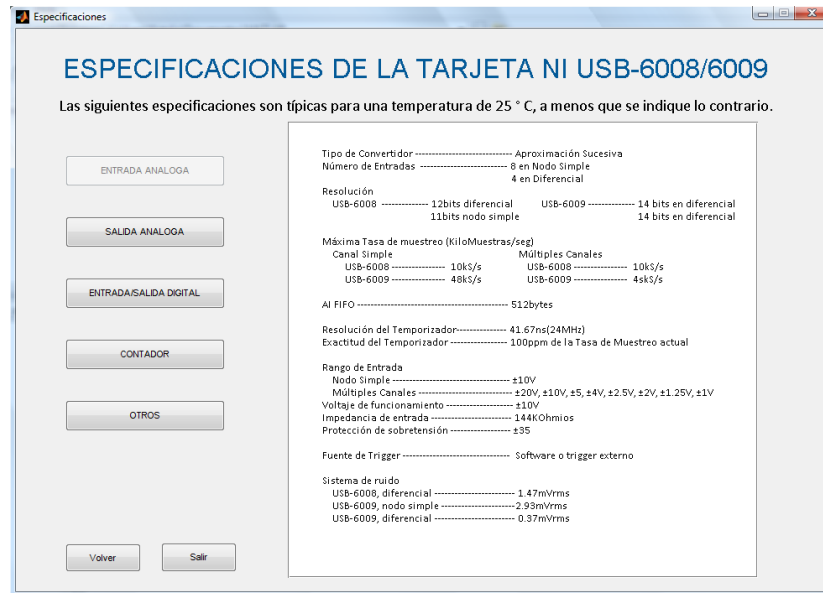 Especificaciones
ESPECIFICACIONES DE LA TARJETA NI USB-6008/6009
Las siguientes especificaciones son típicas para una temperatura de 25 ° C, a menos que se indique lo contrario.
ENTRADA ANALOGA
SALIDA ANALOGA
ENTRADA/SALIDA DIGITAL
CONTADOR
OTROS
Volver
Salir
Tipo de Convertidor ---------------------------- Aproximación Sucesiva
Número de Entradas ------------------------- 8 en Nodo Simple
4 en Diferencial
Resolución
USB-6008 -------------- 12bits diferencial USB-6009 -------------- 14 bits en diferencial
11bits nodo simple 14 bits en diferencial
Máxima Tasa de muestreo (KiloMuestras/seg)
Canal Simple Múltiples Canales
USB-6008 ---------------- 10kS/s USB-6008 ---------------- 10kS/s
USB-6009 ---------------- 48kS/s USB-6009 ---------------- 4skS/s
AI FIFO -------------------------------------------- 512bytes
Resolución del Temporizador--------------- 41.67ns(24MHz)
Exactitud del Temporizador ----------------- 100ppm de la Tasa de Muestreo actual
Rango de Entrada
Nodo Simple ---------------------------------- ±10V
Múltiples Canales --------------------------- ±20V, ±10V, ±5, ±4V, ±2.5V, ±2V, ±1.25V, ±1V
Voltaje de funcionamiento ------------------- ±10V
Impedancia de entrada ----------------------- 144KOhmios
Protección de sobretensión ----------------- ±35
Fuente de Trigger ------------------------------- Software o trigger externo
Sistema de ruido
USB-6008, diferencial ----------------------- 1.47mVrms
USB-6009, nodo simple ---------------------2.93mVrms
USB-6009, diferencial ----------------------- 0.37mVrms